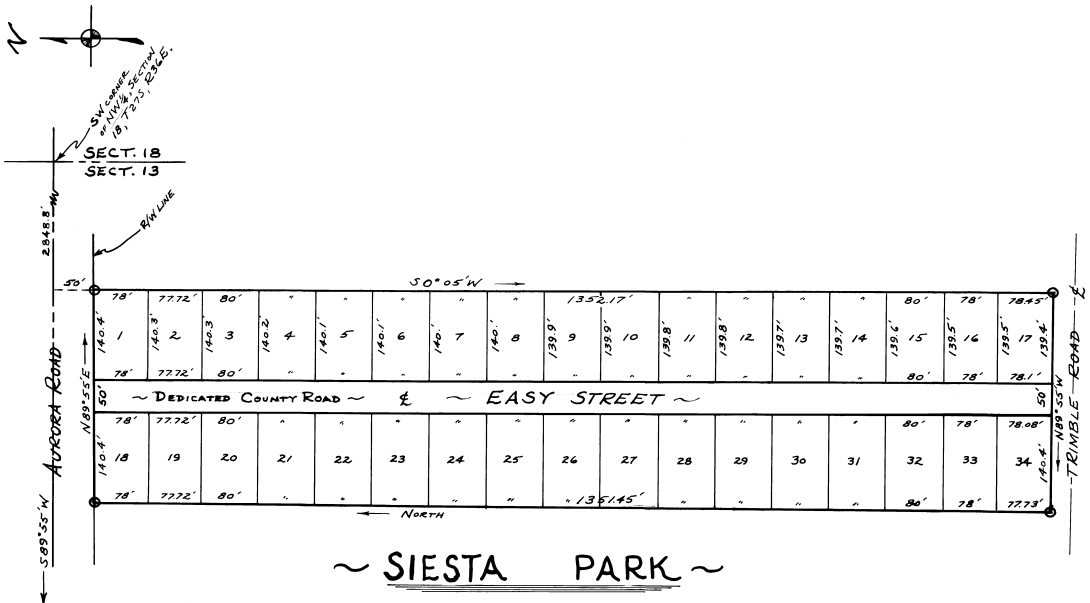 N
SW CORNER
OF NW¼, SECTION
18, T27S, R36E.
SECT. 18
SECT. 13
R/W LINE
2848.8'
50'
S0°05'W
78' 77.72' 80' " " " " " 1352.17' " " " " 80' 78' 78.45'
140.4' 1 140.3' 2 140.3' 3 140.2' 4 140.1' 5 140.1' 6 140.' 7 140.' 8 139.9' 9 139.9' 10 139.8' 11 139.8' 12 139.7' 13 139.7' 14 139.6' 15 139.5' 16 139.5' 17 139.4'
78' 77.72' 80' " " " " " " " " " " " 80' 78' 78.1'
N89°55'E
AURORA ROAD
S89°55'W
50' ~ DEDICATED COUNTY ROAD ~ ℄ ~ EASY STREET ~ 50'
78' 77.72' 80' " " " " " " " " " " " 80' 78' 78.08'
140.4' 18 19 20 21 22 23 24 25 26 27 28 29 30 31 32 33 34 140.4'
78' 77.72' 80' " " " " " " 1351.45' " " " " 80' 78' 77.73'
NORTH
N89°55'W
TRIMBLE ROAD ℄
~ SIESTA PARK ~